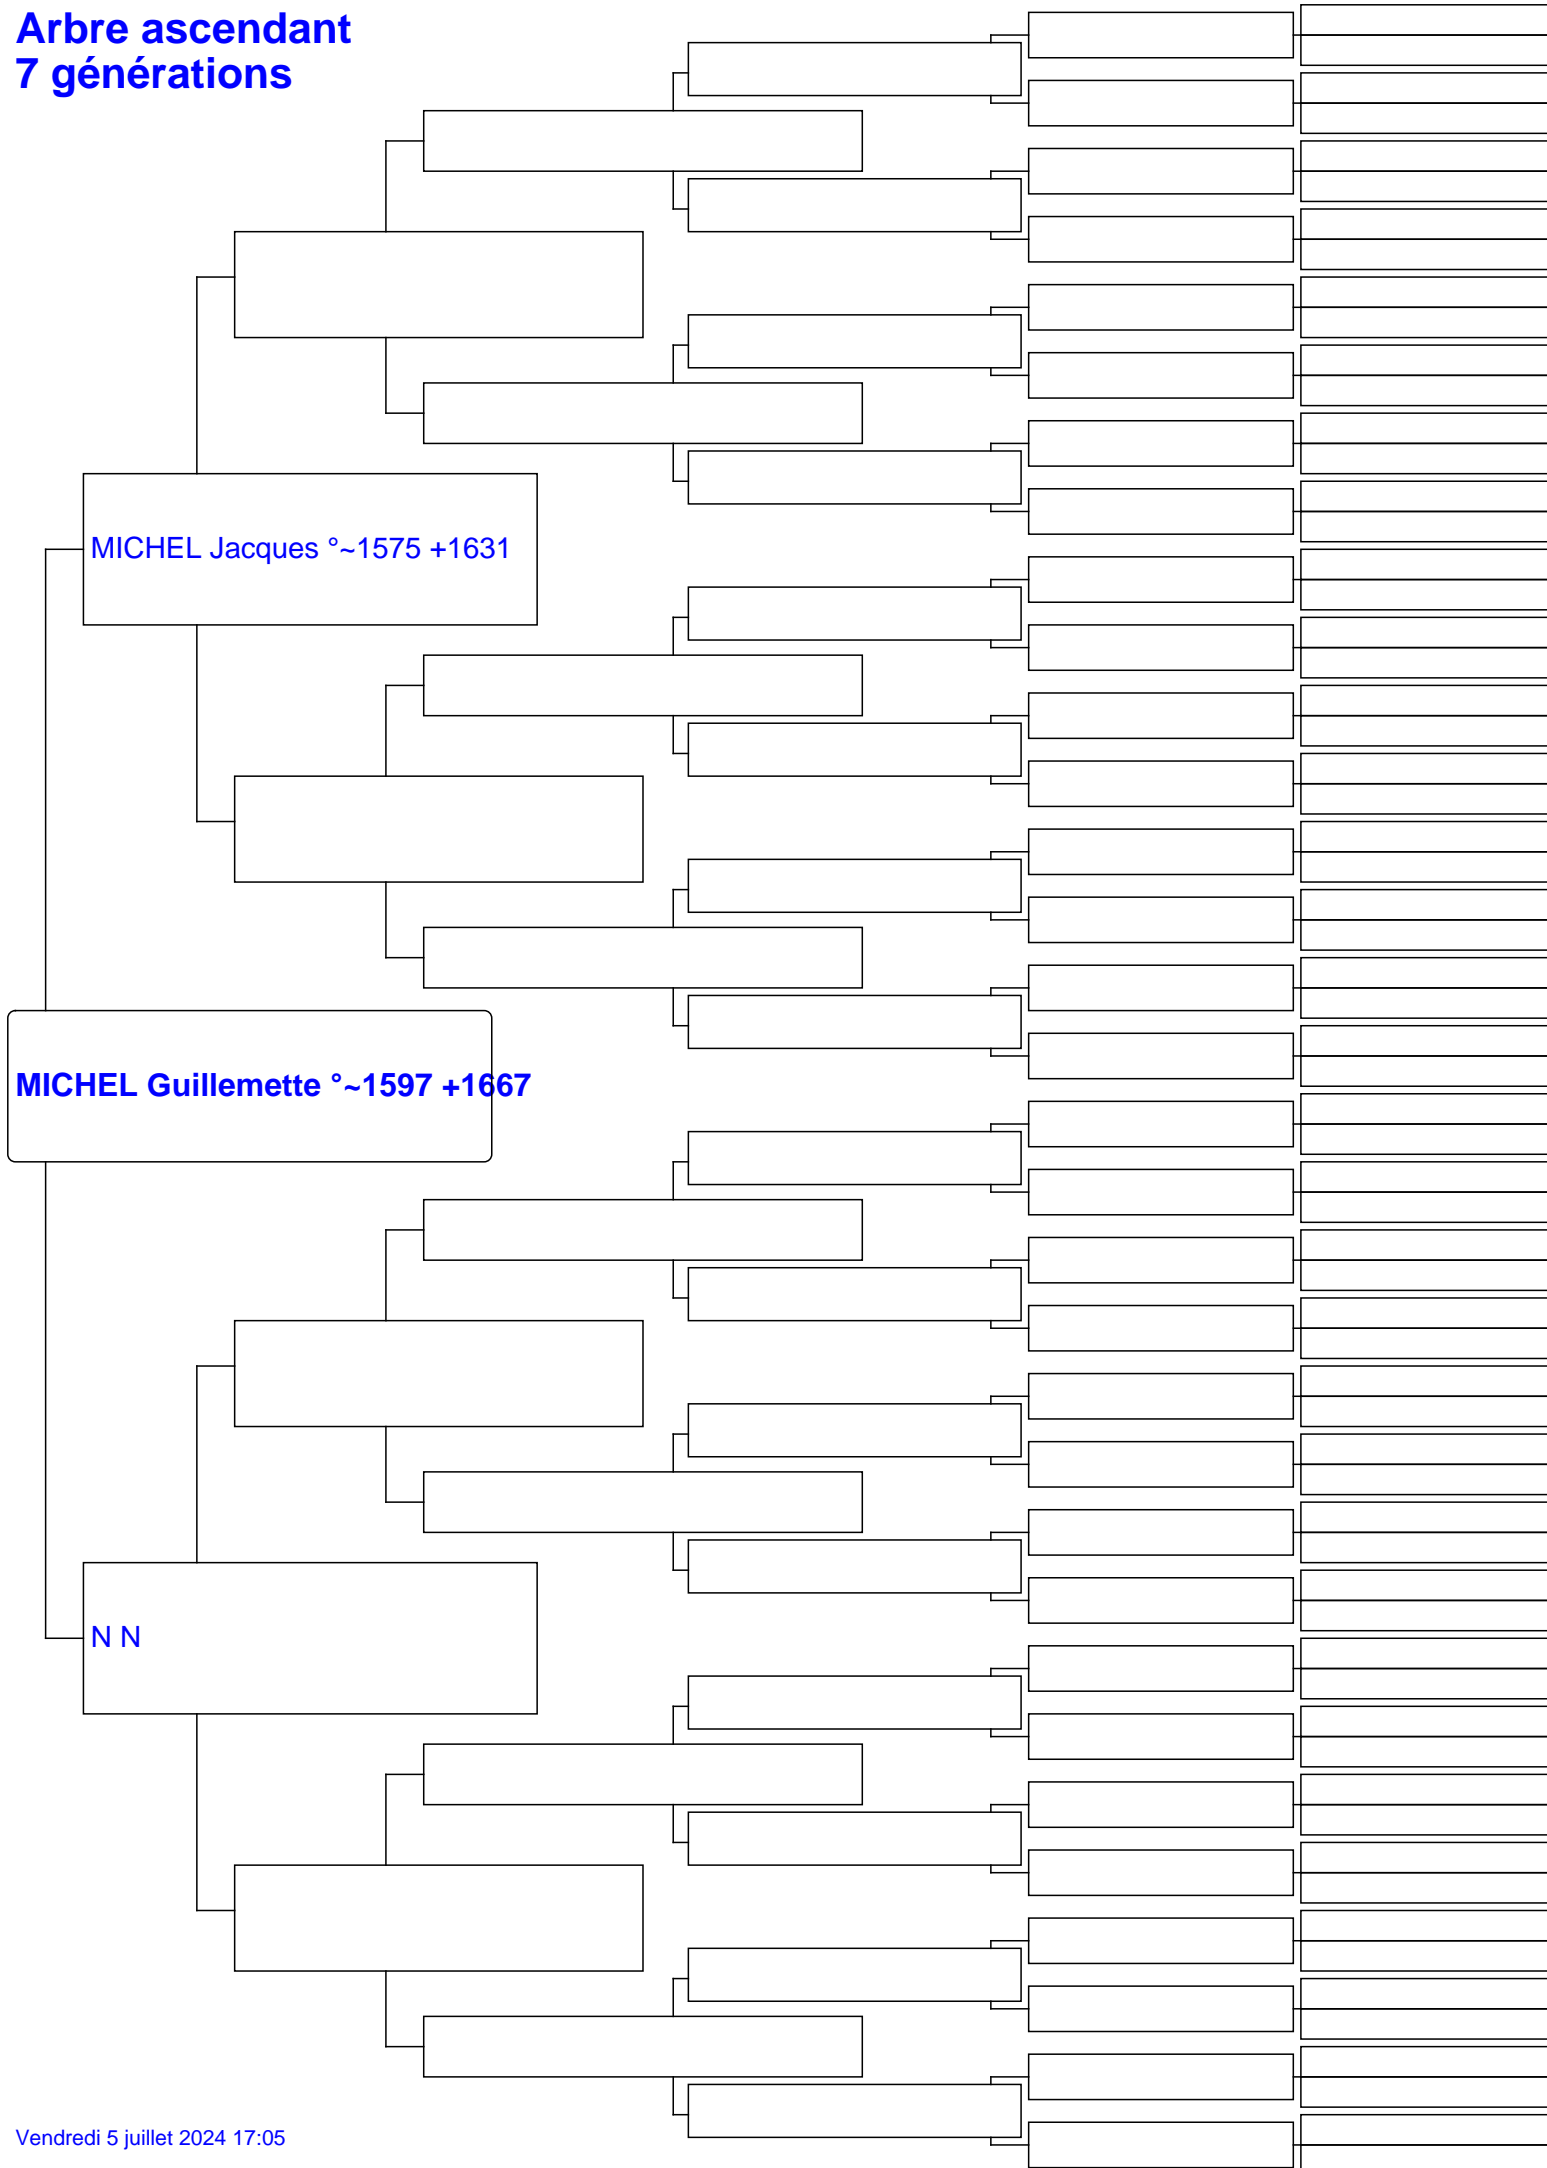 Arbre ascendant
7 générations
MICHEL Jacques °~1575 +1631
MICHEL Guillemette °~1597 +1667
N N
Vendredi 5 juillet 2024 17:05